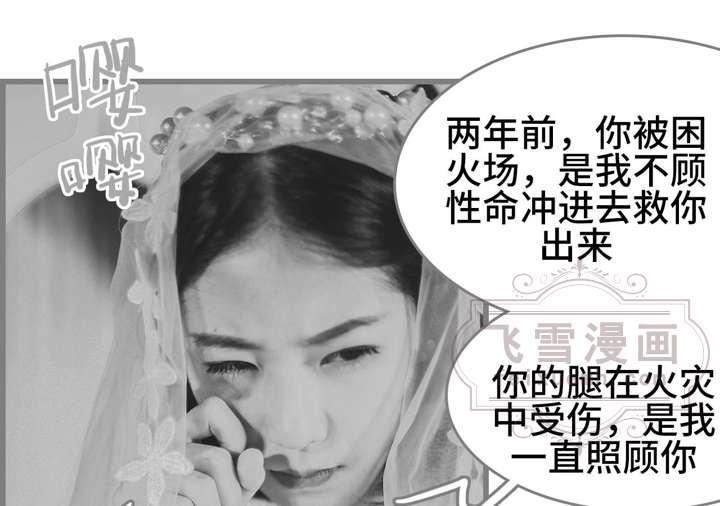 嘤
嘤
两年前，你被困
火场，是我不顾
性命冲进去救你
出来
飞雪漫画
你的腿在火灾
中受伤，是我
一直照顾你